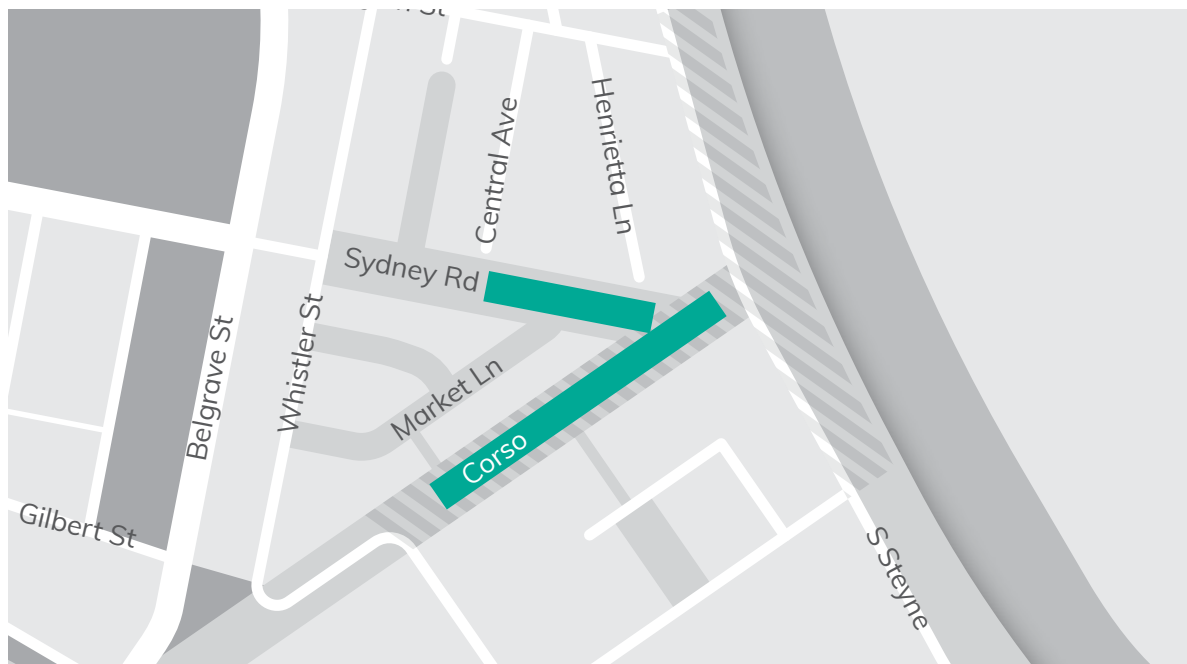 Central Ave
Henrietta Ln
Sydney Rd
Whistler St
Belgrave St
Market Ln
Corso
Gilbert St
S Steyne